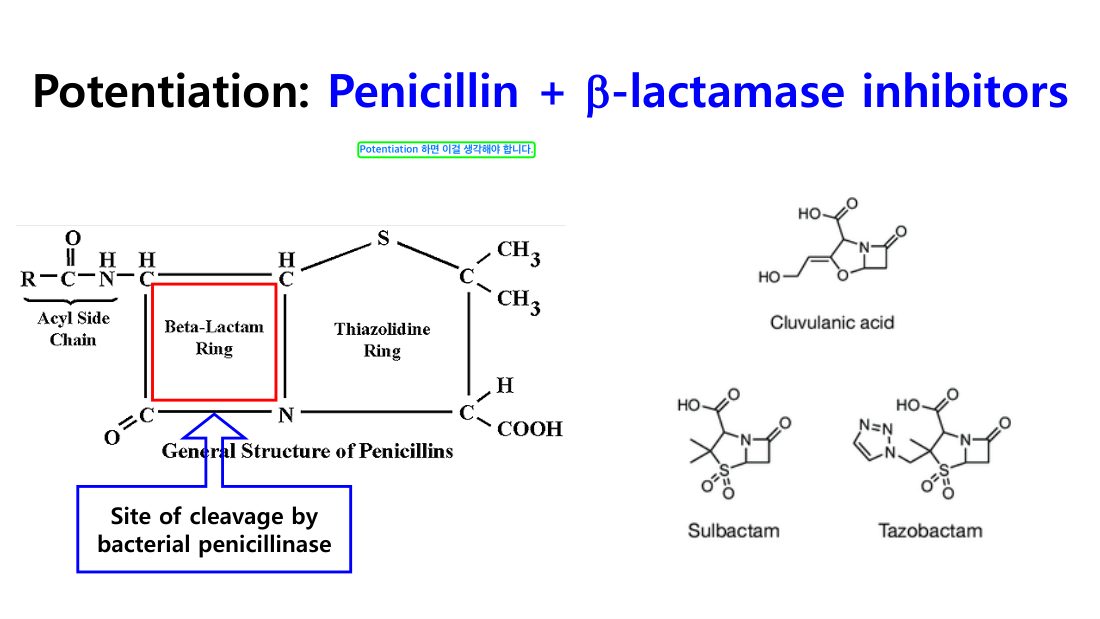 Potentiation: Penicillin + β-lactamase inhibitors
Potentiation 하면 이걸 생각해야 합니다.
O
R C N C
H H
Acyl Side
Chain
Beta-Lactam
Ring
H
C
S
Thiazolidine
Ring
C
CH3
CH3
O
C
N
C
H
COOH
General Structure of Penicillins
Site of cleavage by
bacterial penicillinase
HO
O
N
O
HO
O
Cluvulanic acid
HO
O
N
O
S
O
O
Sulbactam
HO
O
N
N
N
N
O
S
O
O
Tazobactam